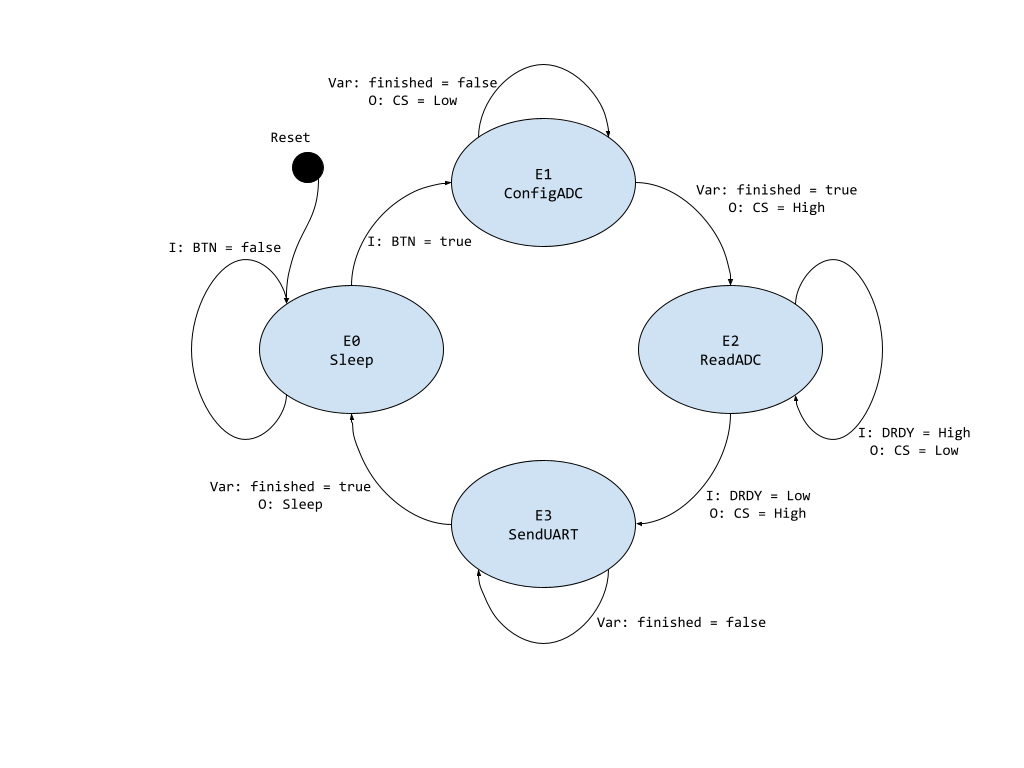 Var: finished = false
O: CS = Low
Reset
E1
ConfigADC
Var: finished = true
O: CS = High
I: BTN = false
I: BTN = true
E0
Sleep
E2
ReadADC
I: DRDY = High
O: CS = Low
Var: finished = true
O: Sleep
I: DRDY = Low
O: CS = High
E3
SendUART
Var: finished = false